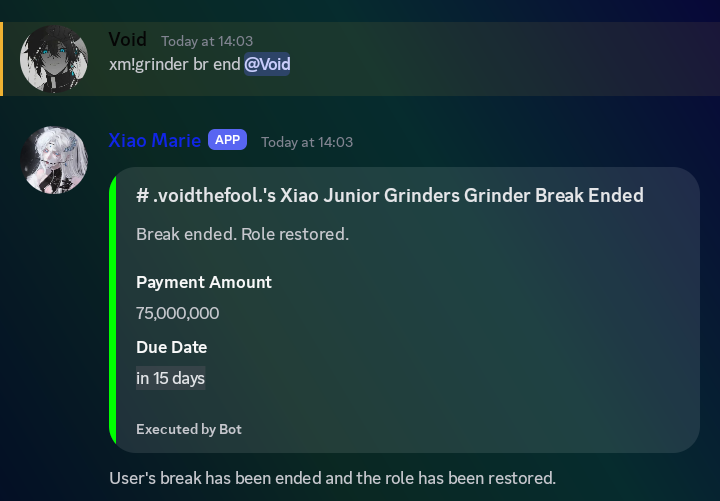 Void Today at 14:03
xm!grinder br end @Void
Xiao Marie APP Today at 14:03
# .voidthefool.'s Xiao Junior Grinders Grinder Break Ended
Break ended. Role restored.
Payment Amount
75,000,000
Due Date
in 15 days
Executed by Bot
User's break has been ended and the role has been restored.